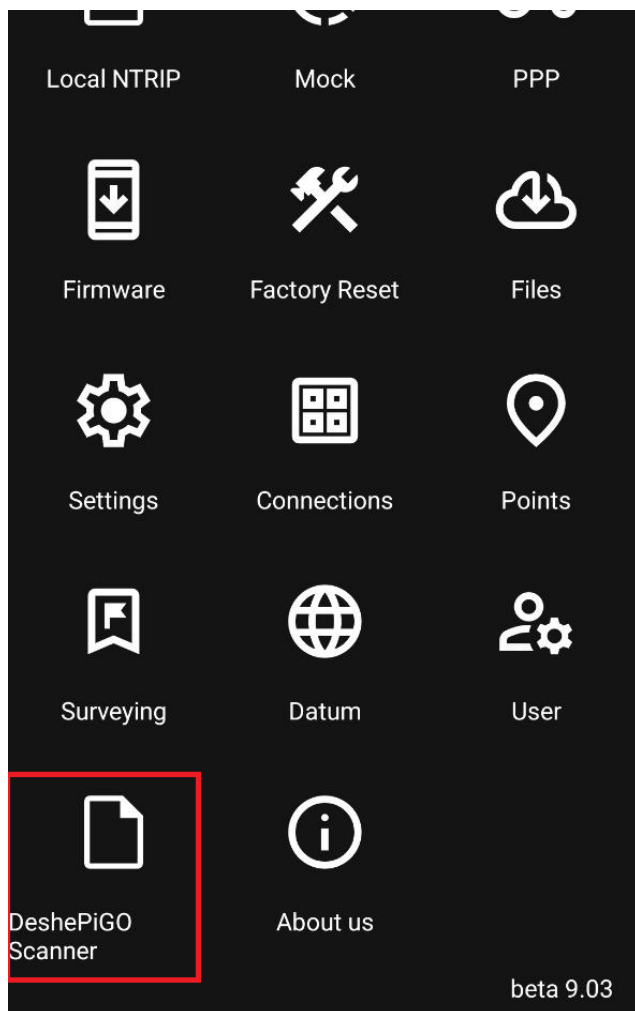 Local NTRIP
Mock
PPP
Firmware
Factory Reset
Files
Settings
Connections
Points
Surveying
Datum
User
DeshePiGO
Scanner
About us
beta 9.03